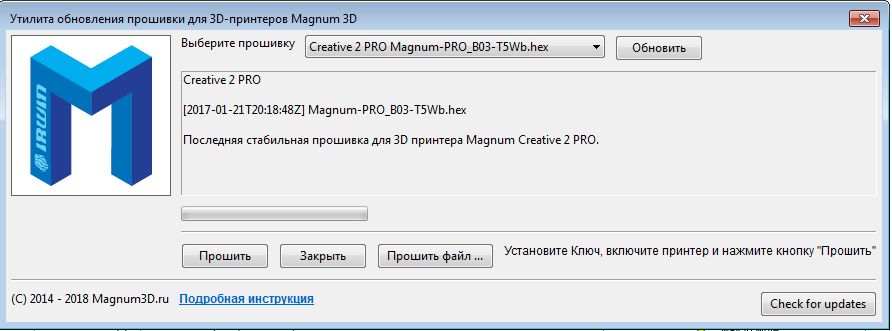 Утилита обновления прошивки для 3D-принтеров Magnum 3D
Выберите прошивку Creative 2 PRO Magnum-PRO_B03-T5Wb.hex Обновить
IRWIN
Creative 2 PRO
[2017-01-21T20:18:48Z] Magnum-PRO_B03-T5Wb.hex
Последняя стабильная прошивка для 3D принтера Magnum Creative 2 PRO.
Прошить Закрыть Прошить файл ... Установите Ключ, включите принтер и нажмите кнопку "Прошить"
(C) 2014 - 2018 Magnum3D.ru Подробная инструкция
Check for updates